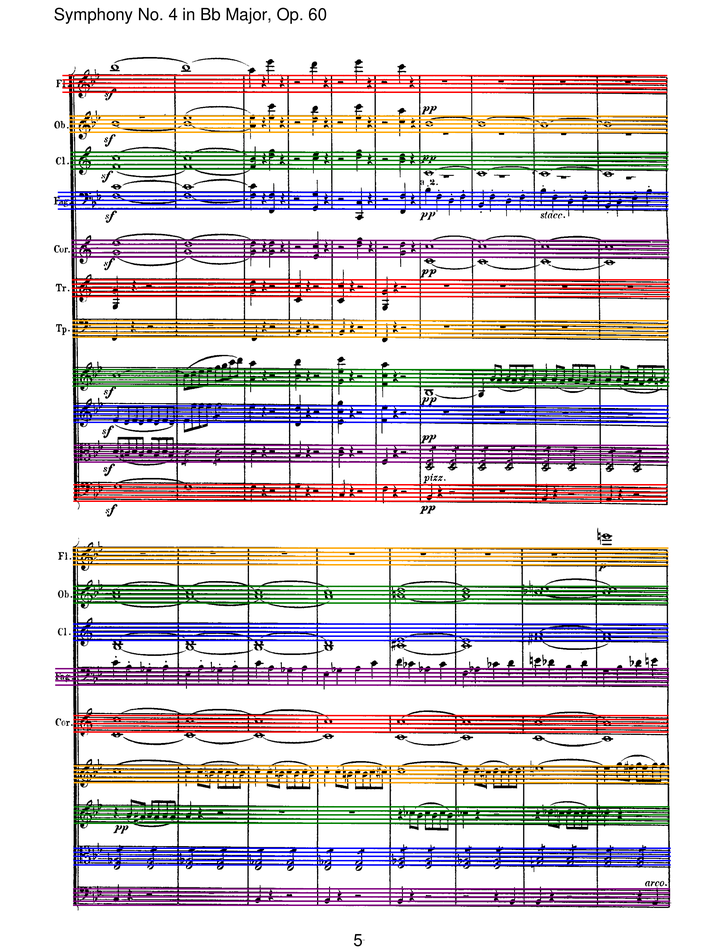 Symphony No. 4 in Bb Major, Op. 60
Fl.
sf
Ob.
pp
sf
Cl.
pp
sf
a 2.
Fag.
sf
pp
stacc.
Cor.
sf
pp
Tr.
Tp.
sf
pp
sf
pp
sf
pizz.
sf
pp
Fl.
p
Ob.
Cl.
Fag.
Cor.
pp
arco.
5